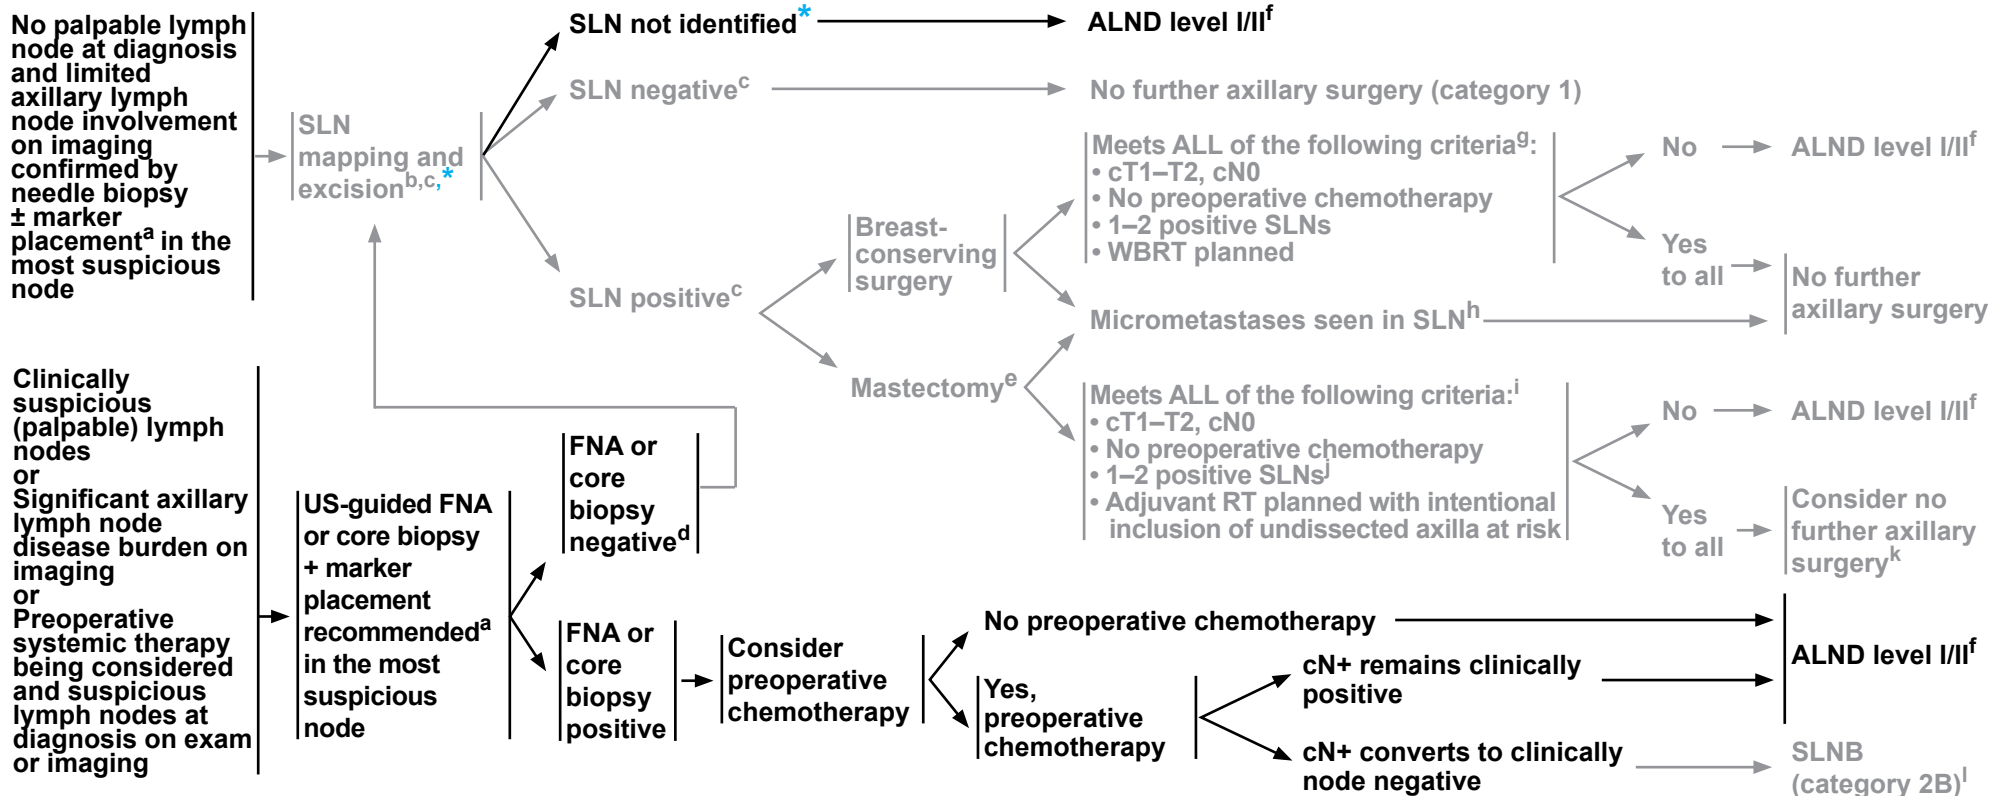 No palpable lymph
node at diagnosis
and limited
axillary lymph
node involvement
on imaging
confirmed by
needle biopsy
± marker
placementa in the
most suspicious
node
SLN
mapping and
excisionb,c,*
SLN not identified*
ALND level I/IIf
SLN negativec
No further axillary surgery (category 1)
SLN positivec
Breast-
conserving
surgery
Meets ALL of the following criteriag:
• cT1–T2, cN0
• No preoperative chemotherapy
• 1–2 positive SLNs
• WBRT planned
No
ALND level I/IIf
Yes
to all
No further
axillary surgery
Micrometastases seen in SLNh
Mastectomye
Meets ALL of the following criteria:i
• cT1–T2, cN0
• No preoperative chemotherapy
• 1–2 positive SLNsj
• Adjuvant RT planned with intentional
inclusion of undissected axilla at risk
No
ALND level I/IIf
Yes
to all
Consider no
further axillary
surgeryk
Clinically
suspicious
(palpable) lymph
nodes
or
Significant axillary
lymph node
disease burden on
imaging
or
Preoperative
systemic therapy
being considered
and suspicious
lymph nodes at
diagnosis on exam
or imaging
US-guided FNA
or core biopsy
+ marker
placement
recommendeda
in the most
suspicious
node
FNA or
core
biopsy
negatived
FNA or
core
biopsy
positive
Consider
preoperative
chemotherapy
No preoperative chemotherapy
Yes,
preoperative
chemotherapy
cN+ remains clinically
positive
ALND level I/IIf
cN+ converts to clinically
node negative
SLNB
(category 2B)l